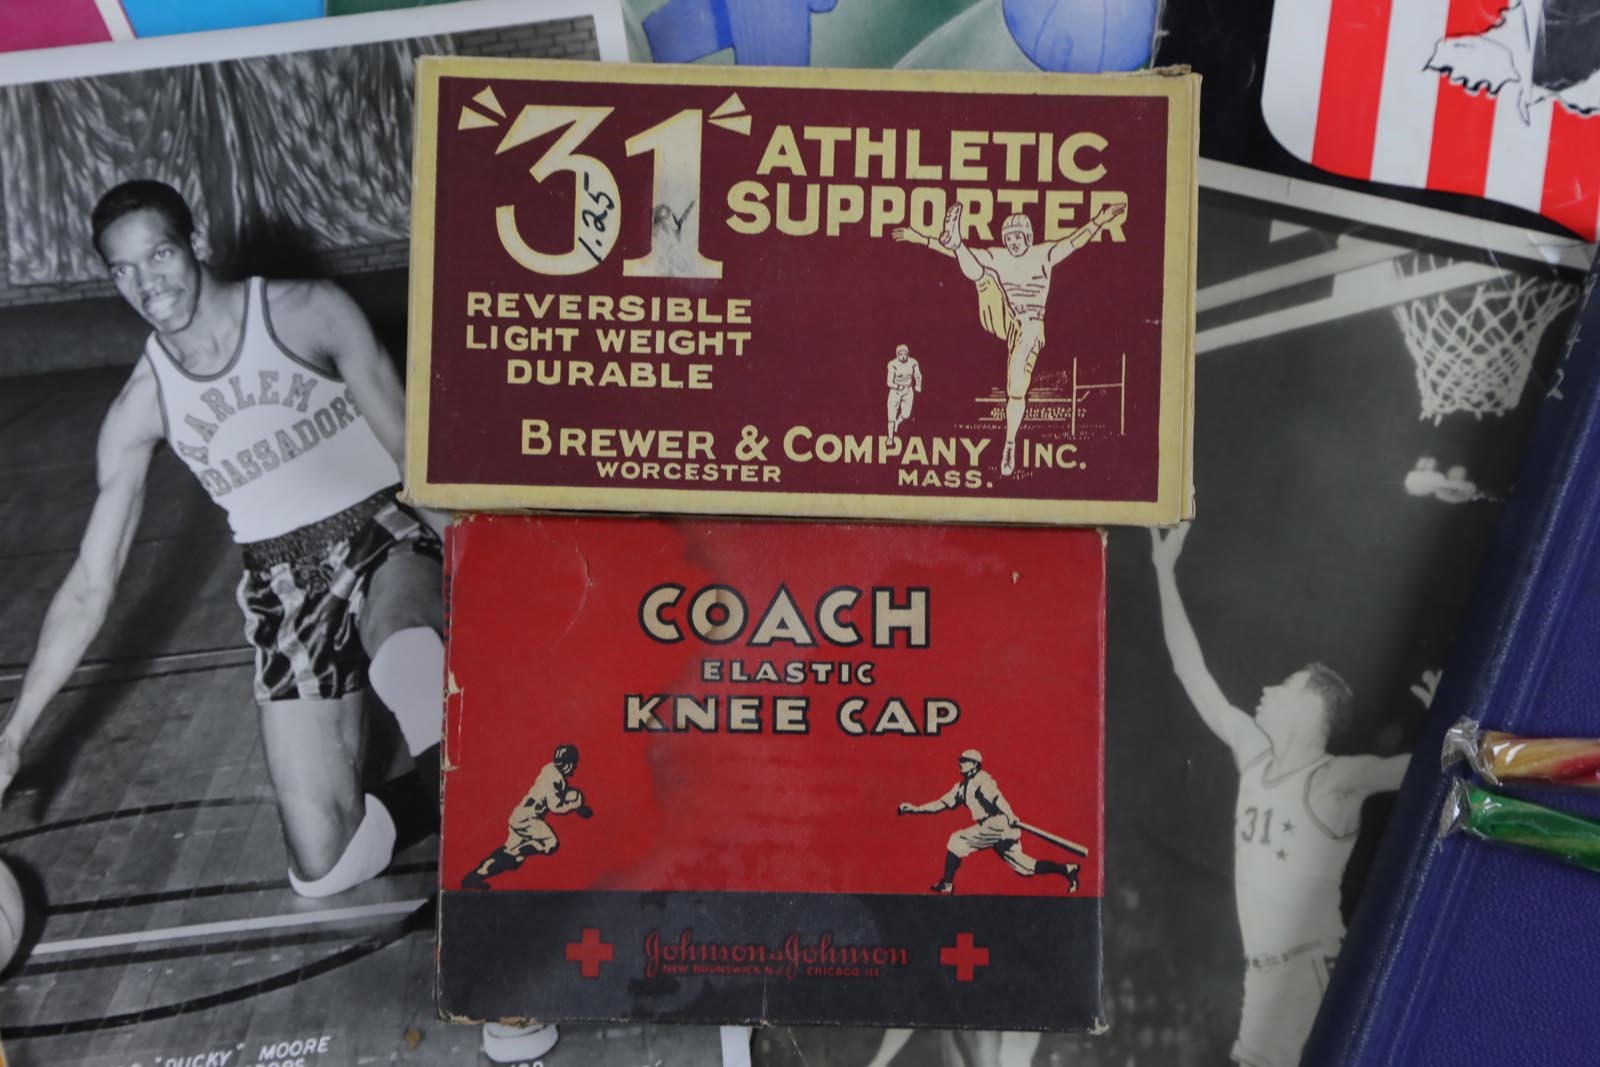 31
1.25
ATHLETIC
SUPPORTER
REVERSIBLE
LIGHT WEIGHT
DURABLE
BREWER & COMPANY, INC.
WORCESTER MASS.
COACH
ELASTIC
KNEE CAP
Johnson & Johnson
NEW BRUNSWICK N.J. CHICAGO ILL.
HARLEM
AMBASSADORS
"DUCKY" MOORE
31